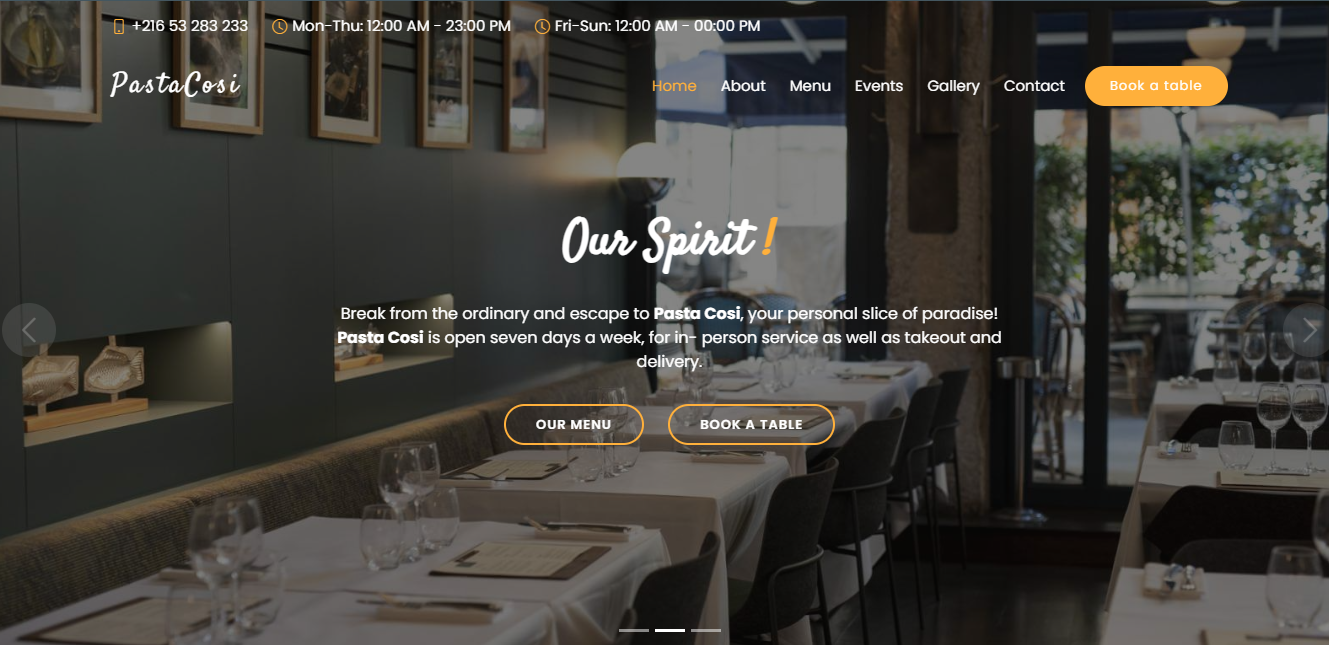 +216 53 283 233 Mon-Thu: 12:00 AM - 23:00 PM Fri-Sun: 12:00 AM - 00:00 PM
PastaCosi Home About Menu Events Gallery Contact Book a table
Our Spirit !
Break from the ordinary and escape to Pasta Cosi, your personal slice of paradise!
Pasta Cosi is open seven days a week, for in- person service as well as takeout and
delivery.
OUR MENU BOOK A TABLE